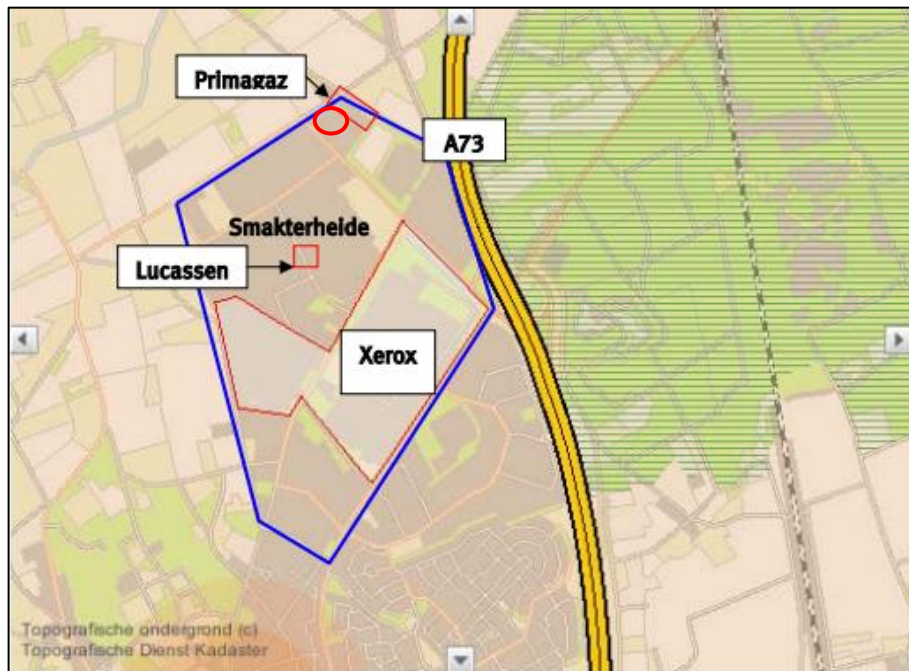 Primagaz
A73
Smakterheide
Lucassen
Xerox
Topografische ondergrond (c)
Topografische Dienst Kadaster